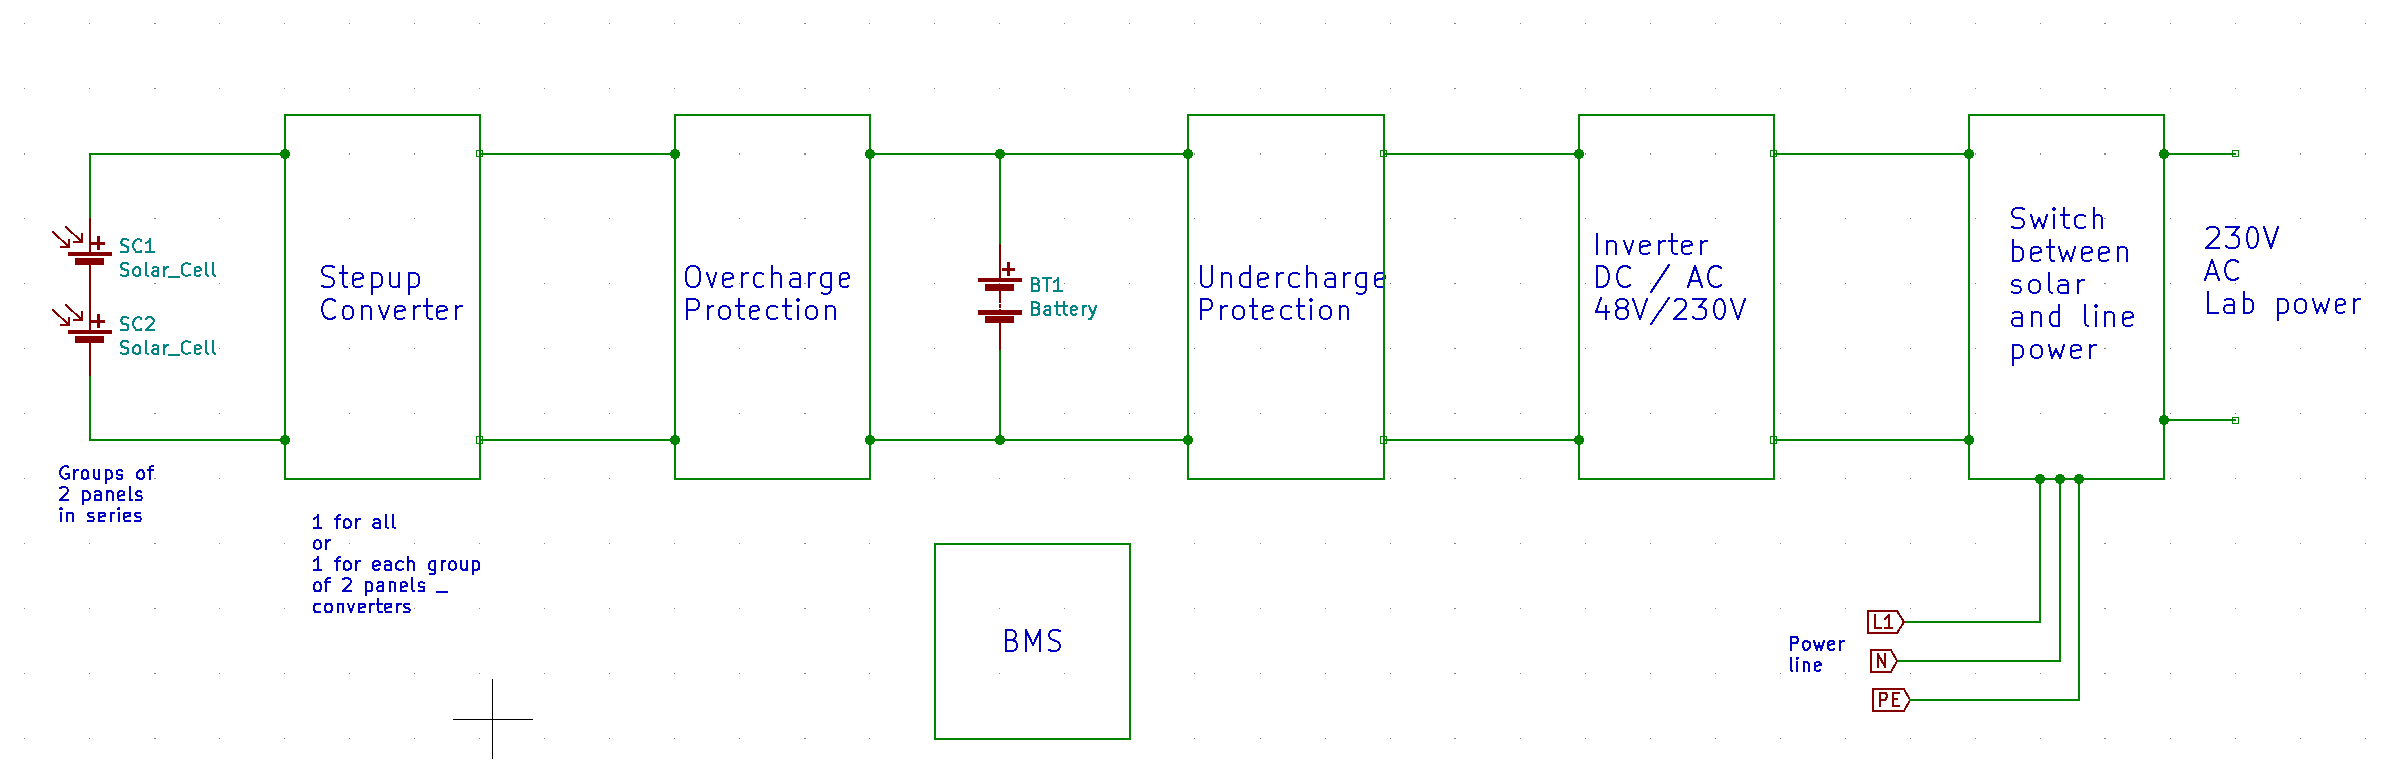 SC1
Solar_Cell
SC2
Solar_Cell
Groups of
2 panels
in series
Stepup
Converter
1 for all
or
1 for each group
of 2 panels _
converters
Overcharge
Protection
BT1
Battery
BMS
Undercharge
Protection
Inverter
DC / AC
48V/230V
Switch
between
solar
and line
power
230V
AC
Lab power
Power
line
L1
N
PE